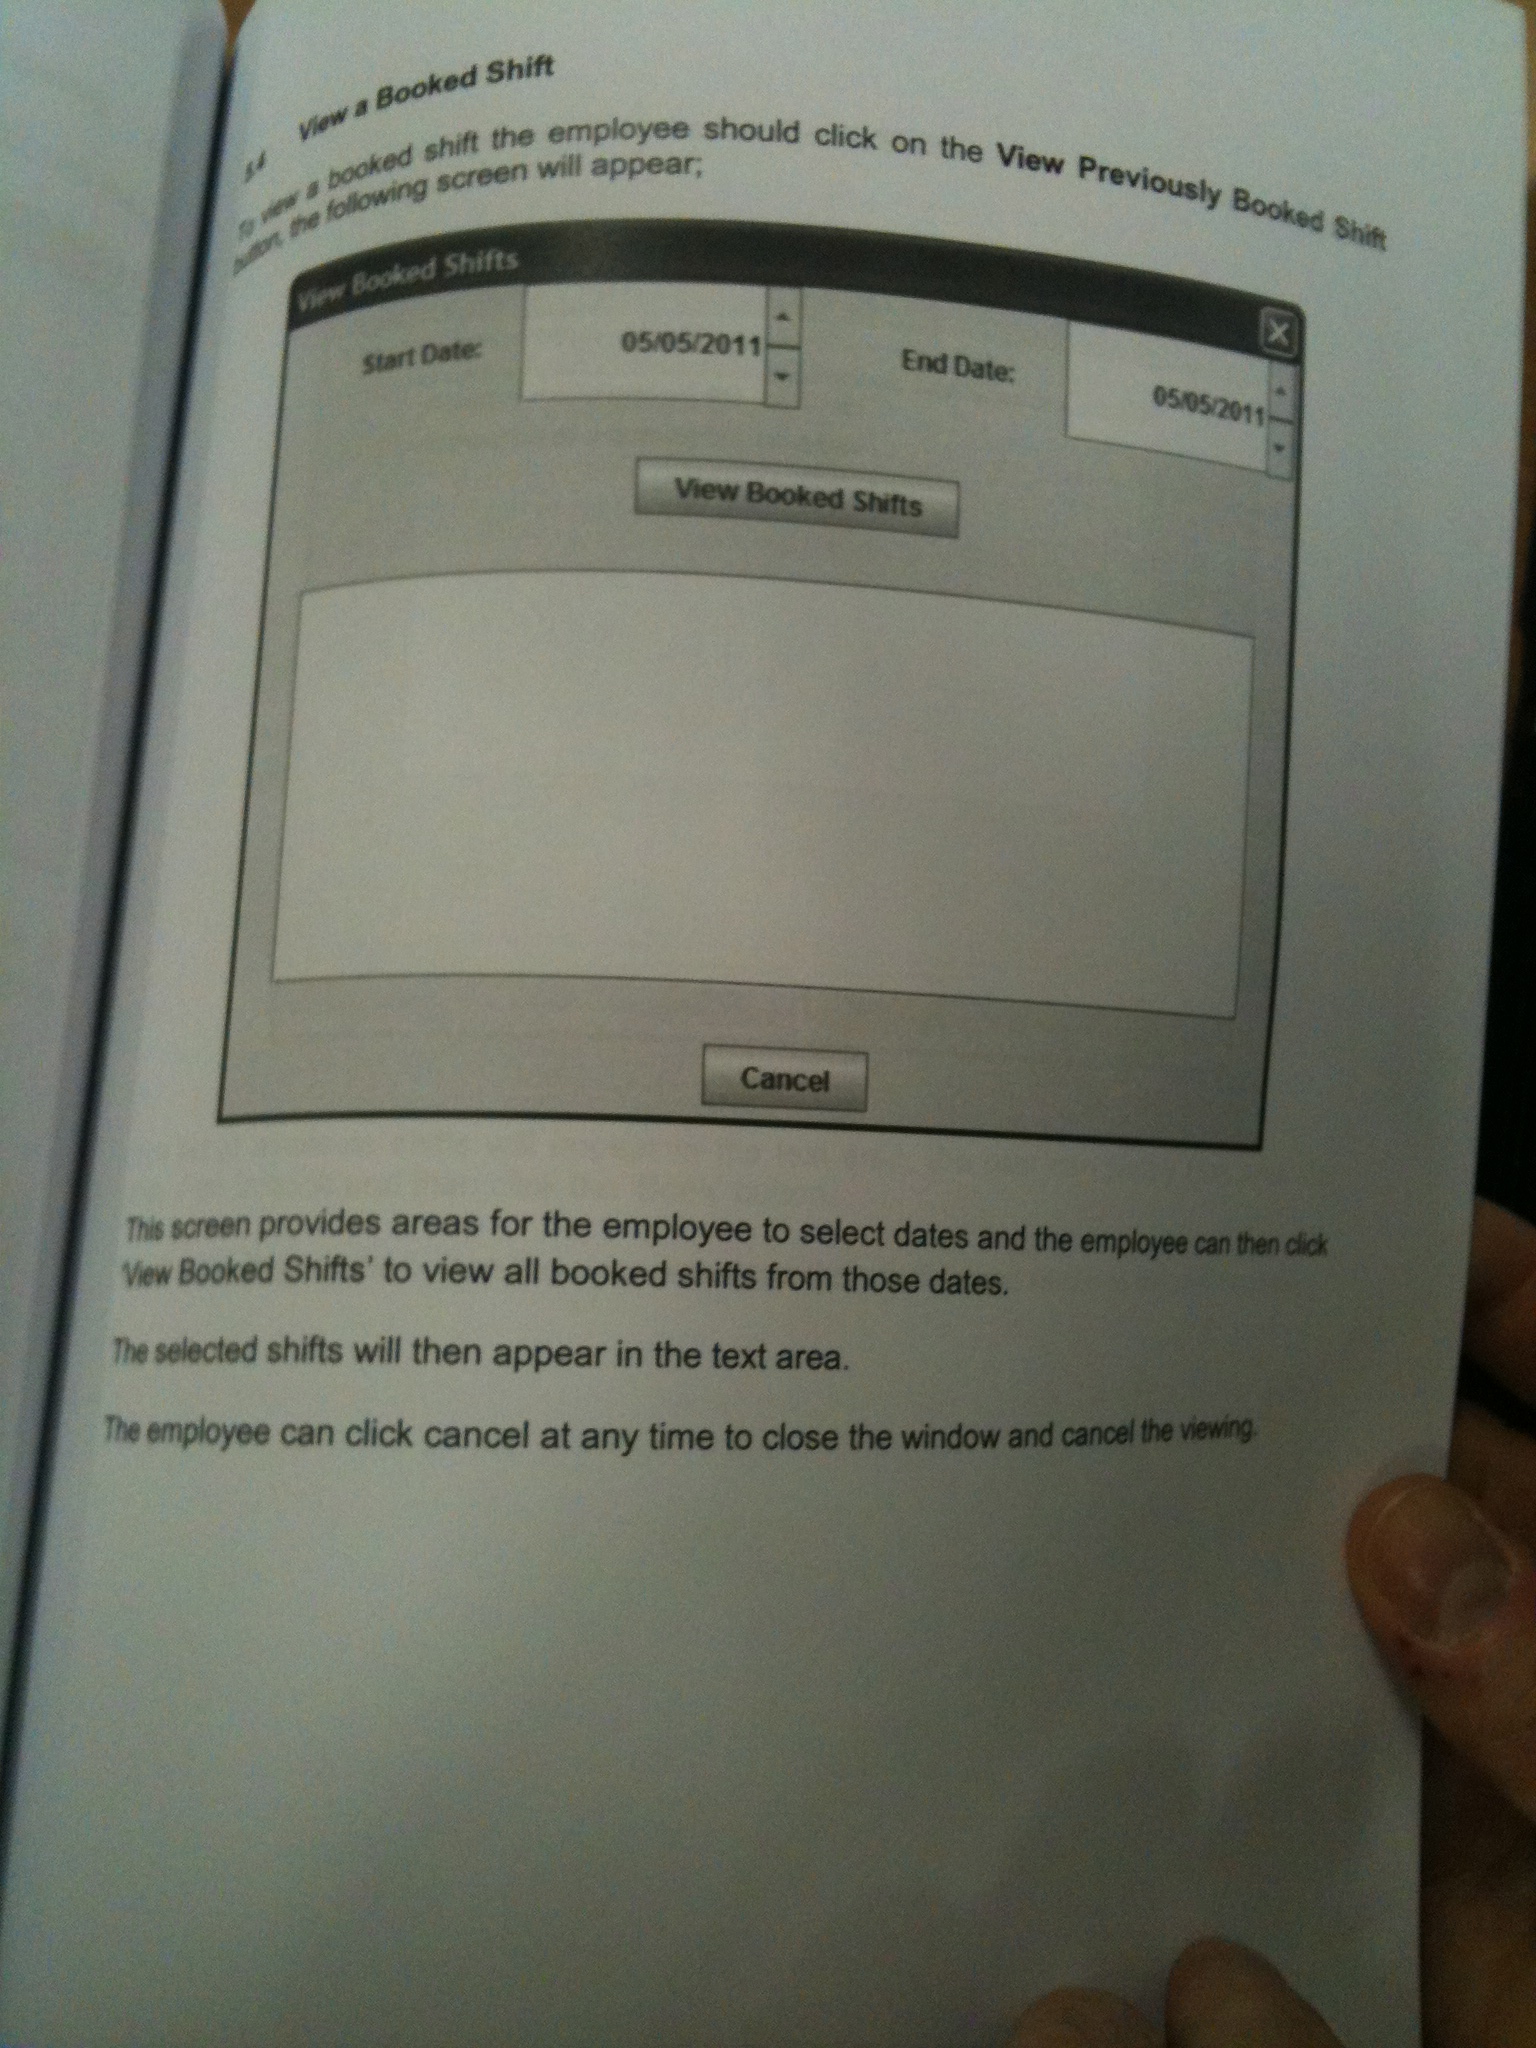 5.4 View a Booked Shift
To view a booked shift the employee should click on the View Previously Booked Shift
button, the following screen will appear;
View Booked Shifts
Start Date: 05/05/2011 End Date: 05/05/2011
View Booked Shifts
Cancel
This screen provides areas for the employee to select dates and the employee can then click
'View Booked Shifts' to view all booked shifts from those dates.
The selected shifts will then appear in the text area.
The employee can click cancel at any time to close the window and cancel the viewing.